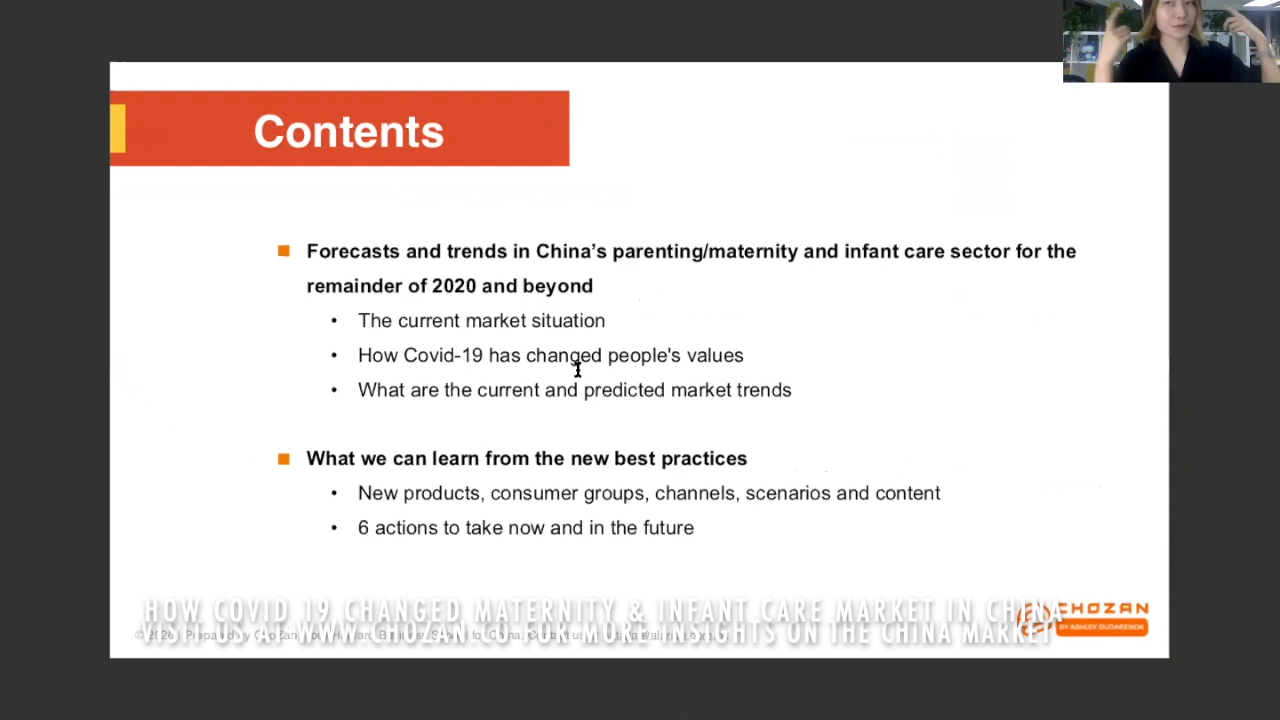 Contents
Forecasts and trends in China’s parenting/maternity and infant care sector for the
remainder of 2020 and beyond
The current market situation
How Covid-19 has changed people's values
What are the current and predicted market trends
What we can learn from the new best practices
New products, consumer groups, channels, scenarios and content
6 actions to take now and in the future
HOW COVID 19 CHANGED MATERNITY & INFANT CARE MARKET IN CHINA
VISIT US AT WWW.CHOZAN.CO FOR MORE INSIGHTS ON THE CHINA MARKET
CHOZAN
BY ASHLEY DUDARENOK